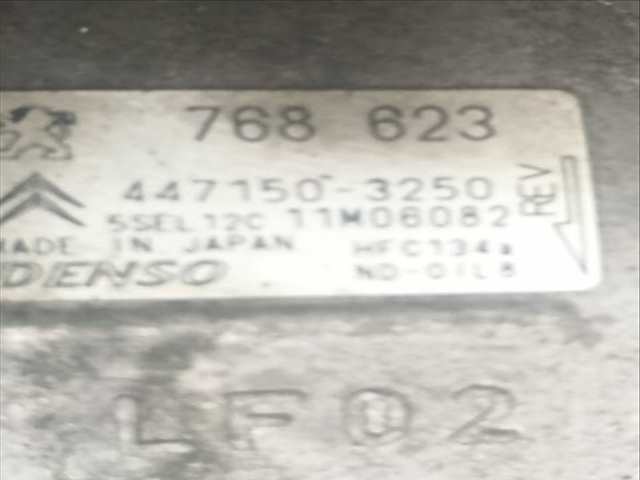 768 623
447150-3250
5SEL12C 11M06082
REV
MADE IN JAPAN HFC134a
DENSO ND-OIL8
LF02